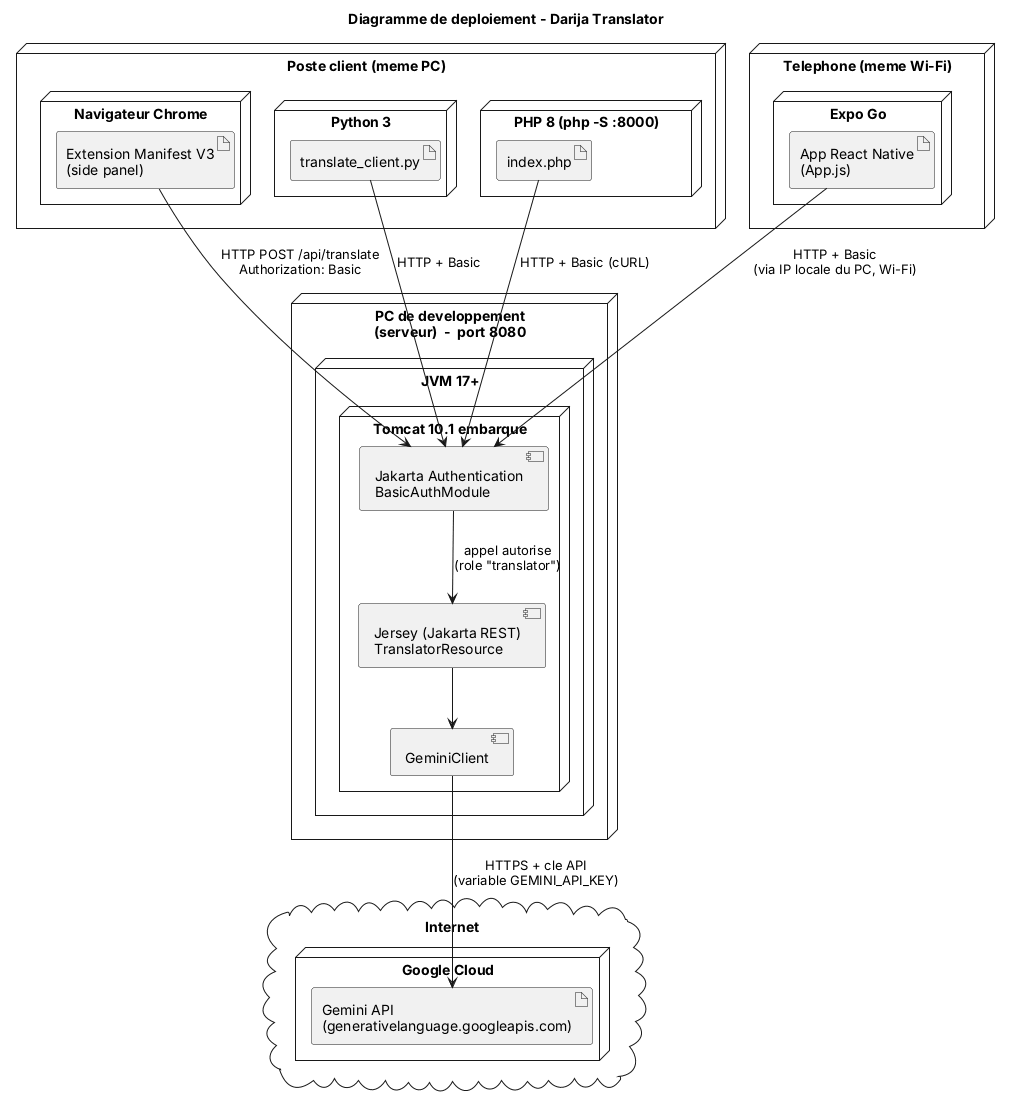 Diagramme de deploiement - Darija Translator
Poste client (meme PC)
Navigateur Chrome
Extension Manifest V3
(side panel)
Python 3
translate_client.py
PHP 8 (php -S :8000)
index.php
Telephone (meme Wi-Fi)
Expo Go
App React Native
(App.js)
HTTP POST /api/translate
Authorization: Basic
HTTP + Basic
HTTP + Basic (cURL)
HTTP + Basic
(via IP locale du PC, Wi-Fi)
PC de developpement
(serveur)  -  port 8080
JVM 17+
Tomcat 10.1 embarque
Jakarta Authentication
BasicAuthModule
appel autorise
(role "translator")
Jersey (Jakarta REST)
TranslatorResource
GeminiClient
HTTPS + cle API
(variable GEMINI_API_KEY)
Internet
Google Cloud
Gemini API
(generativelanguage.googleapis.com)